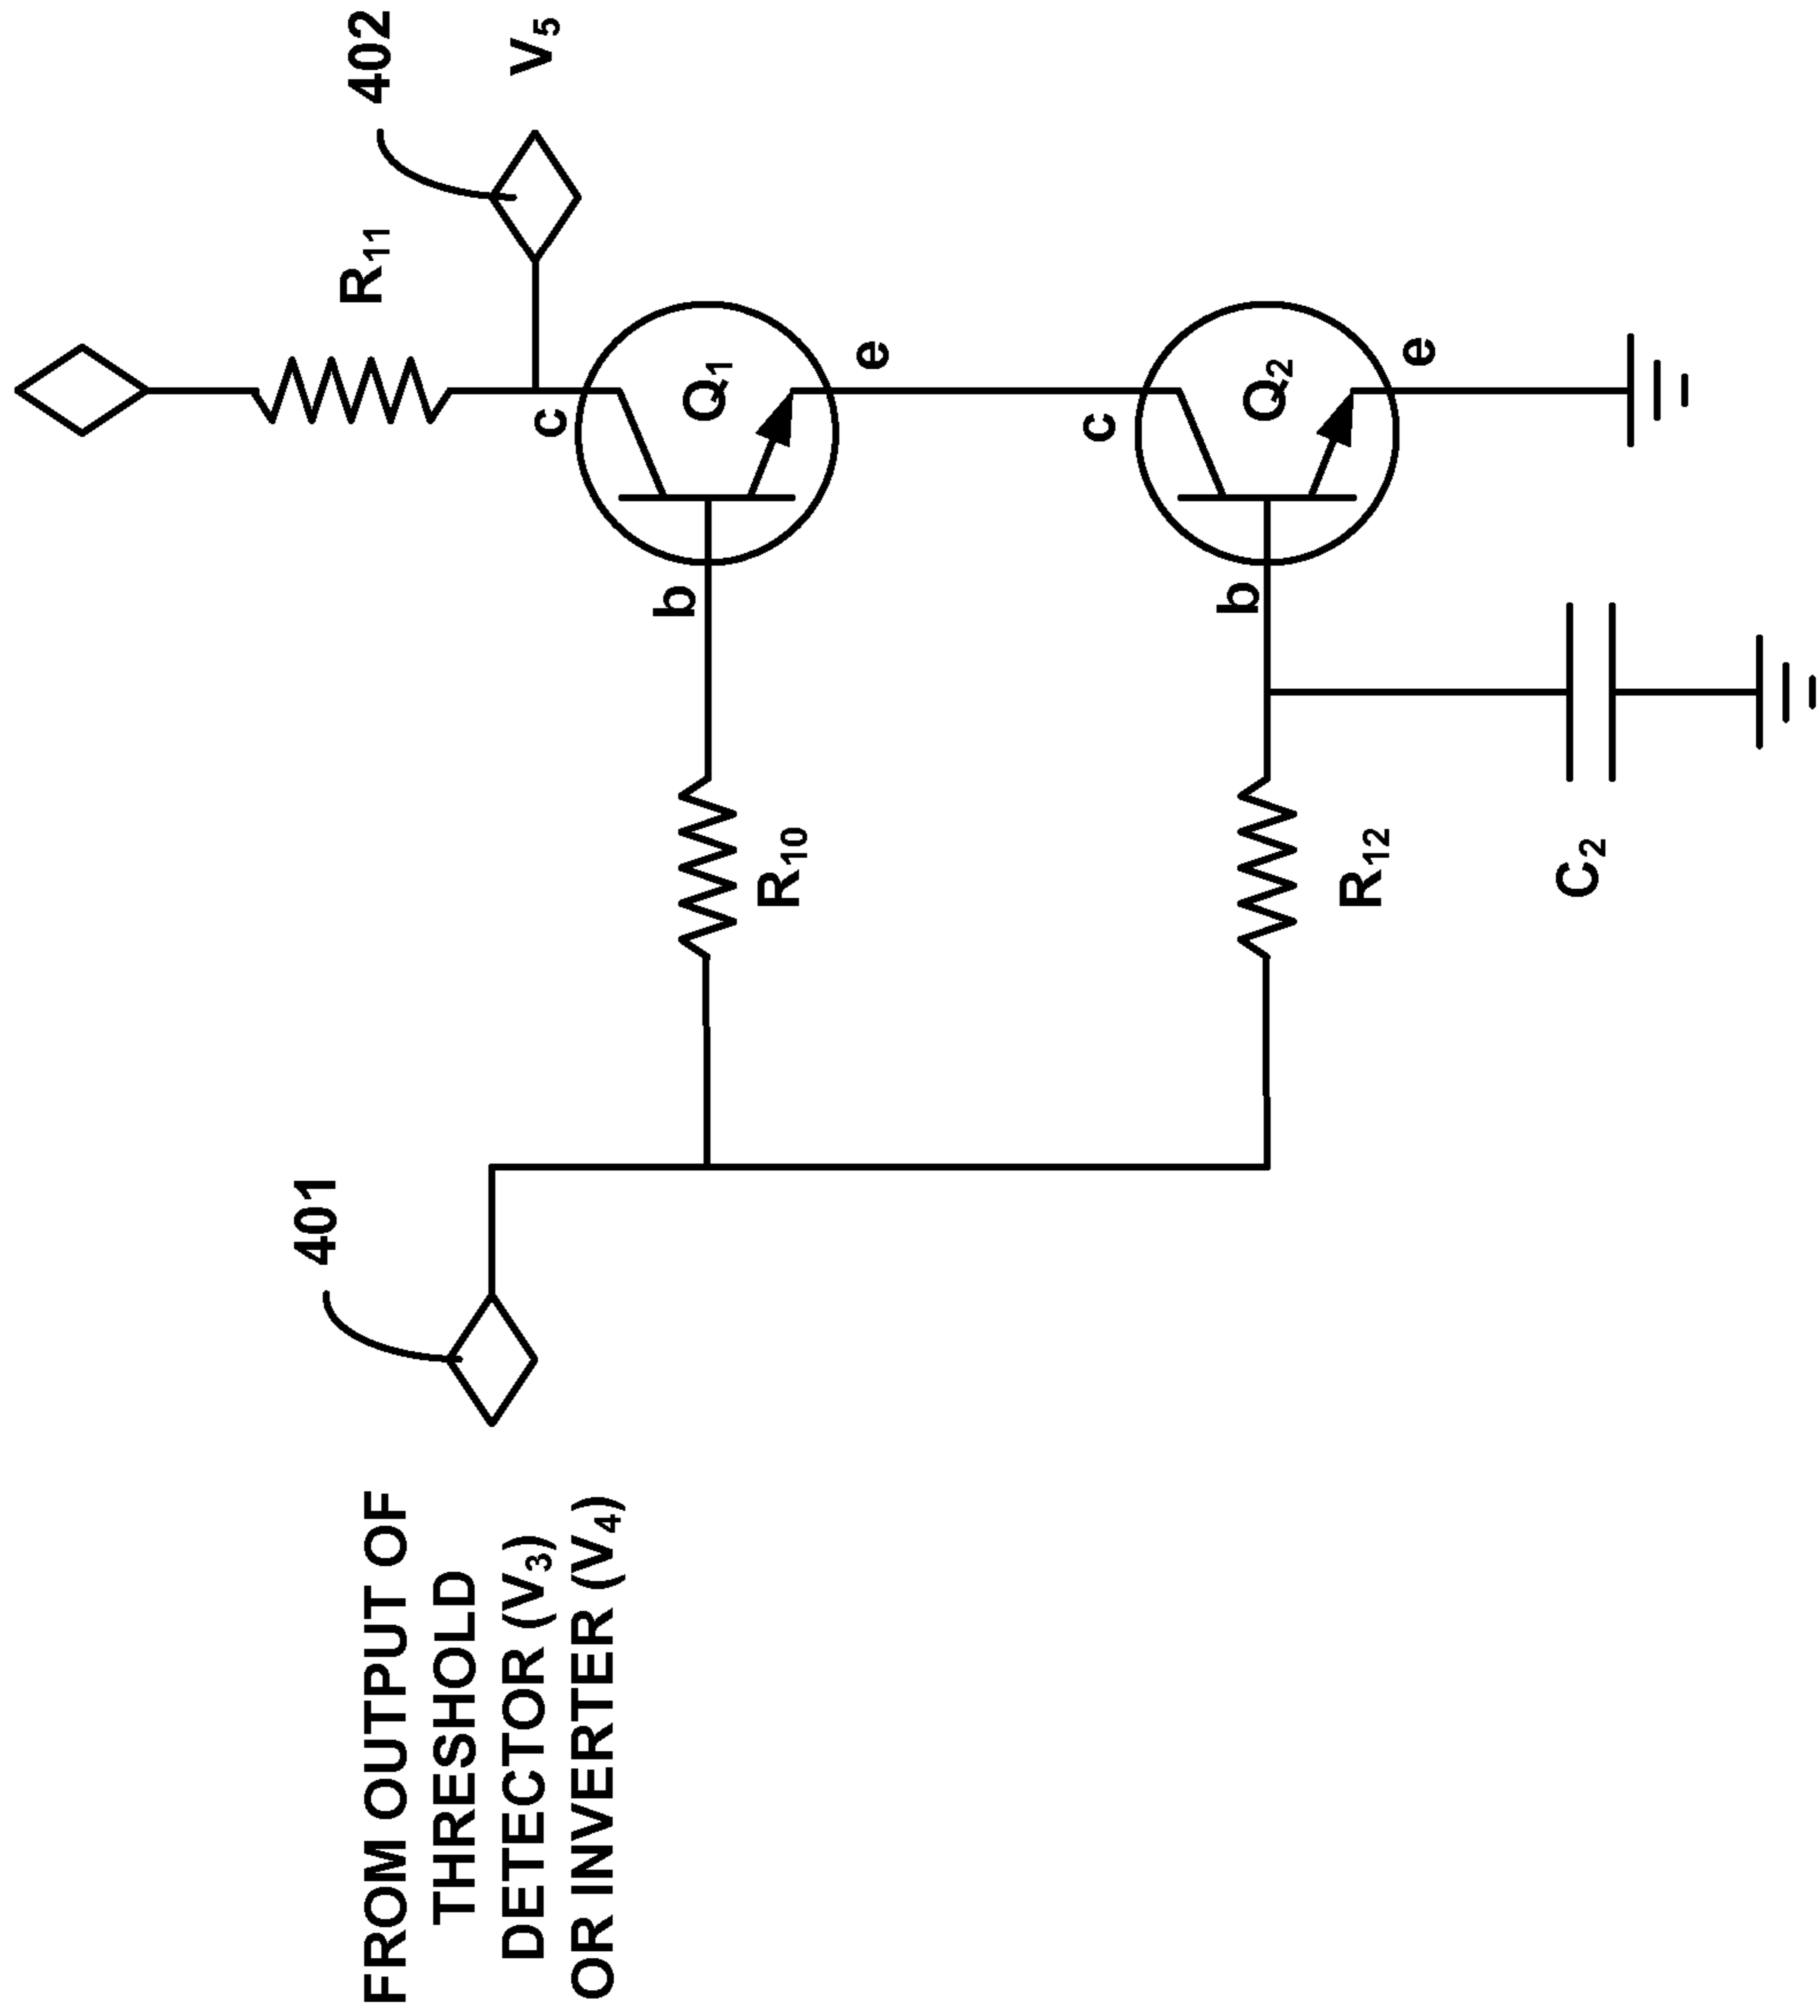 FROM OUTPUT OF
THRESHOLD
DETECTOR (V3)
OR INVERTER (V4)
401
R10
R12
C2
b
b
c
Q1
e
c
Q2
e
R11
402
V5